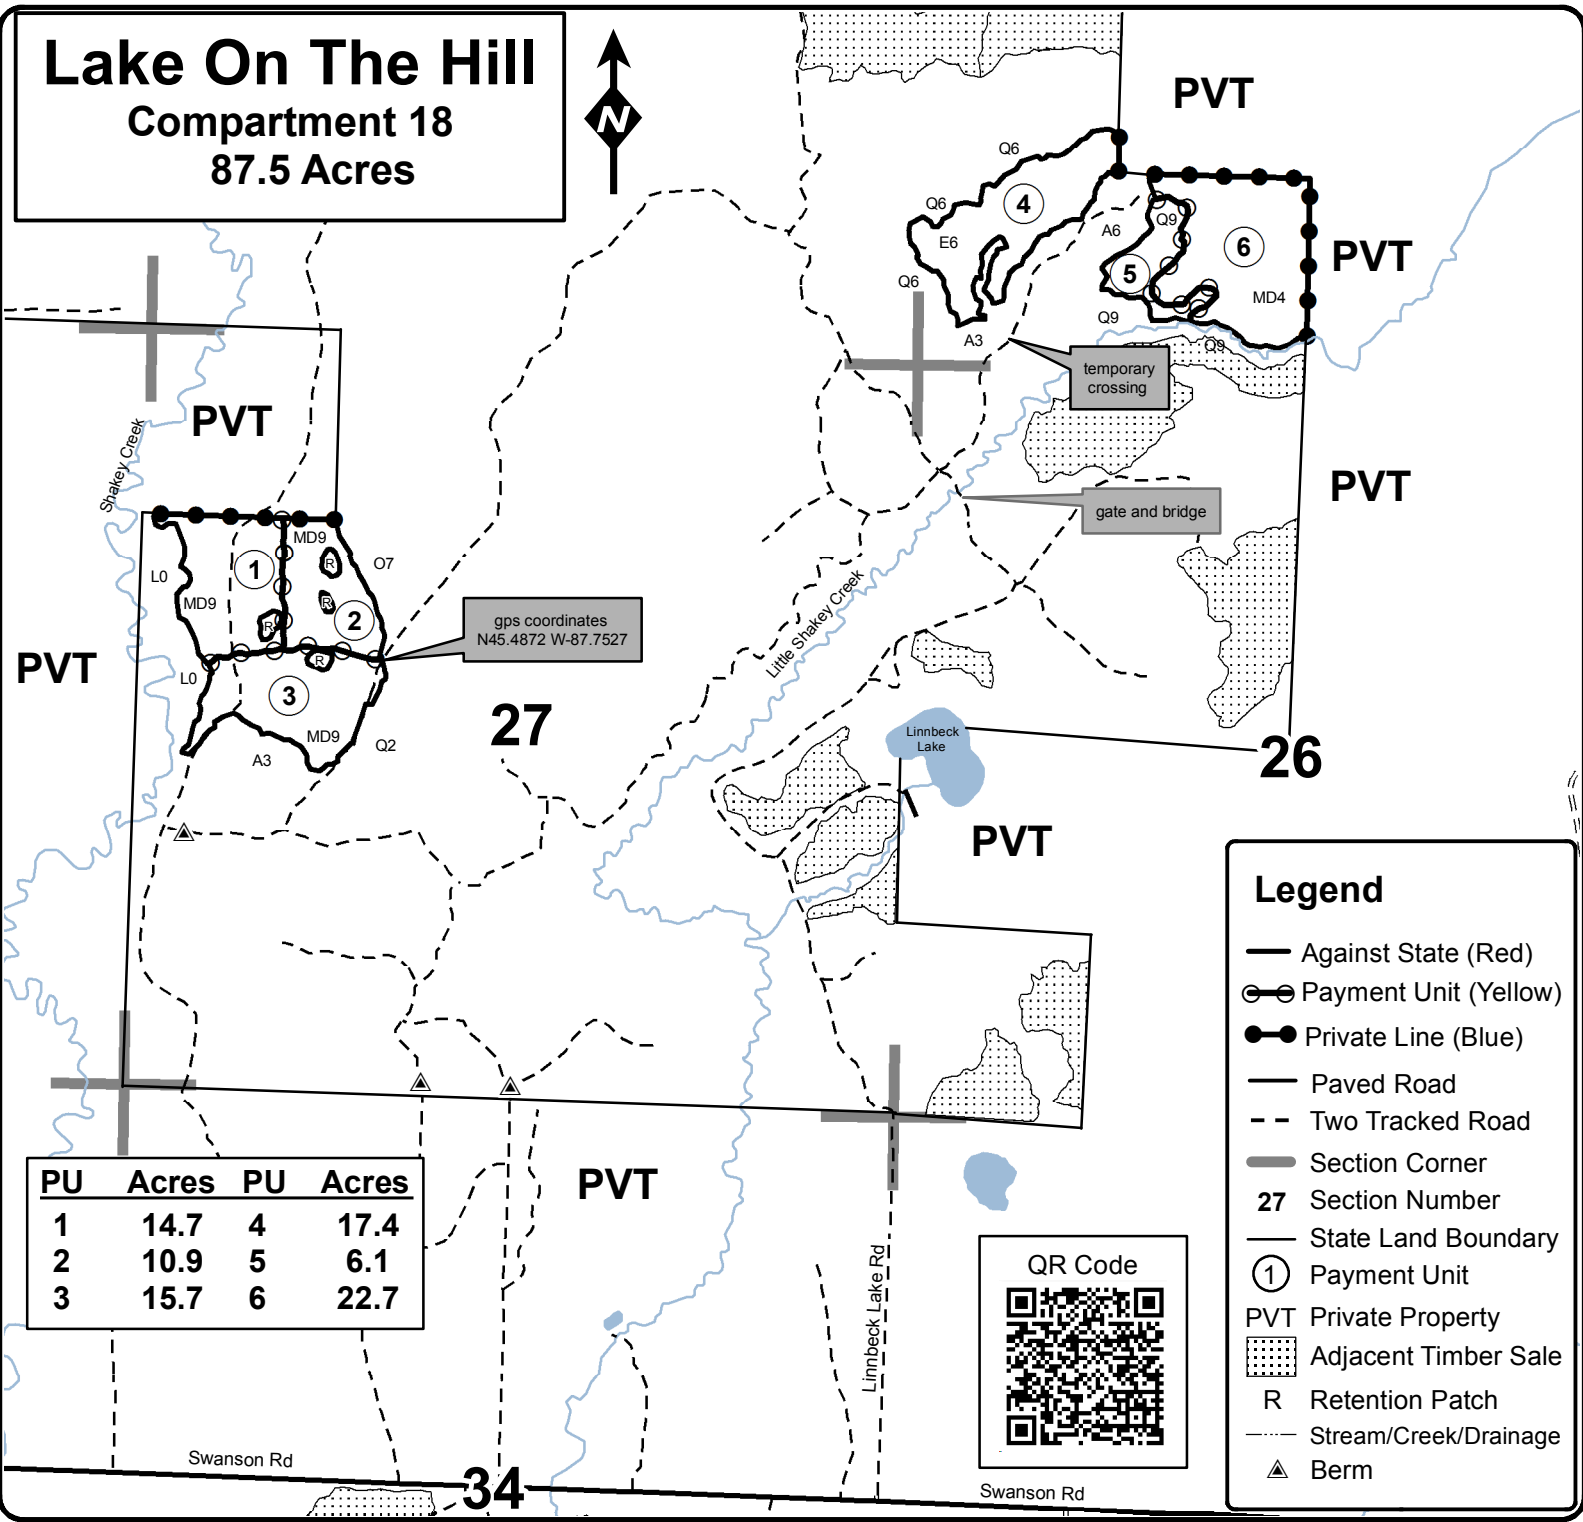 Lake On The Hill
Compartment 18
87.5 Acres
N
PVT
Q6
Q6
4
E6
Q6
A3
A6
Q9
5
6
MD4
Q9
Q9
PVT
temporary
crossing
PVT
gate and bridge
PVT
Shakey Creek
MD9
O7
L0
1
R
MD9
R
2
R
gps coordinates
N45.4872 W-87.7527
PVT
L0
R
3
MD9
A3
Q2
27
Little Shakey Creek
Linnbeck
Lake
26
PVT
PVT
PU Acres PU Acres
1 14.7 4 17.4
2 10.9 5 6.1
3 15.7 6 22.7
Linnbeck Lake Rd
QR Code
Swanson Rd
34
Swanson Rd
Legend
Against State (Red)
Payment Unit (Yellow)
Private Line (Blue)
Paved Road
Two Tracked Road
Section Corner
27 Section Number
State Land Boundary
1 Payment Unit
PVT Private Property
Adjacent Timber Sale
R Retention Patch
Stream/Creek/Drainage
Berm